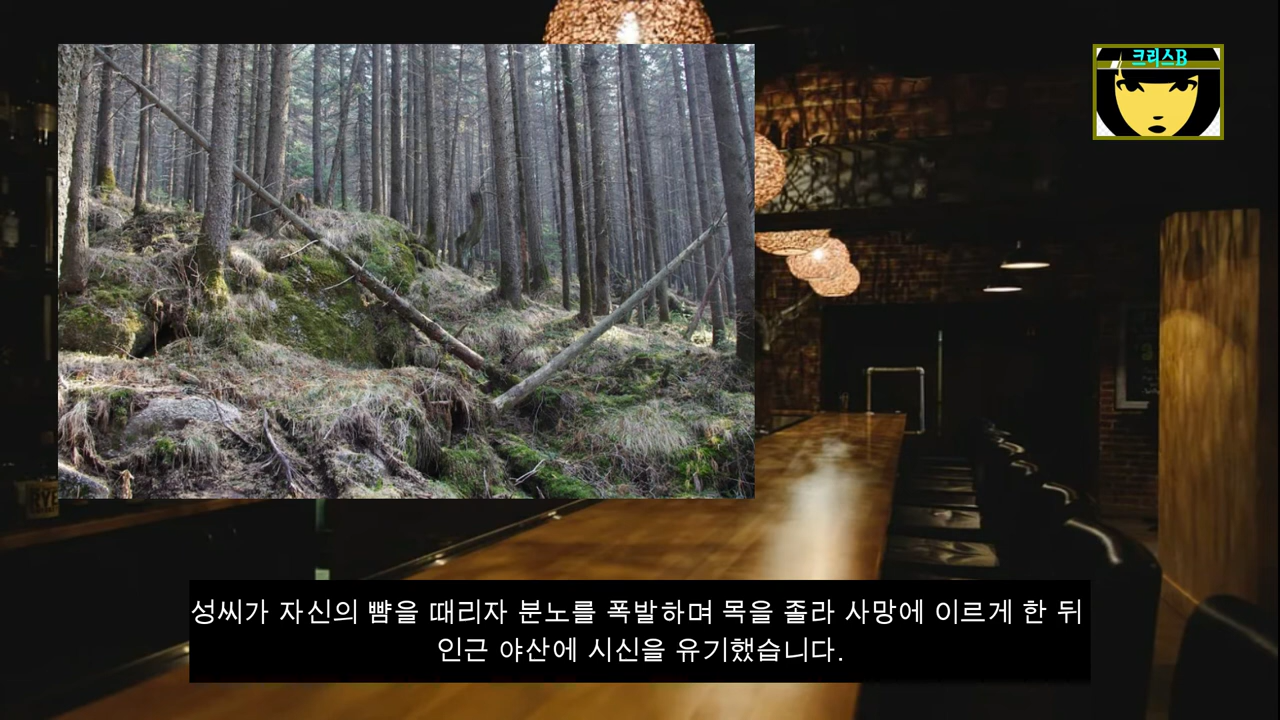 크리스B
RYE
성씨가 자신의 뺨을 때리자 분노를 폭발하며 목을 졸라 사망에 이르게 한 뒤
인근 야산에 시신을 유기했습니다.